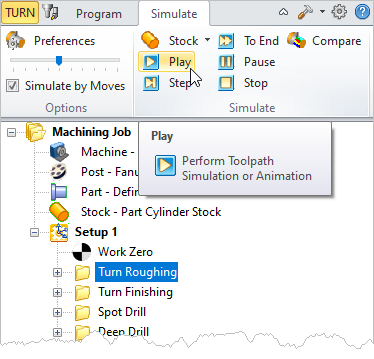 TURN Program Simulate
Preferences Stock To End Compare
Play Pause
Simulate by Moves Step Stop
Options Simulate
Machining Job
Machine -
Post - Fanu
Part - Defin
Stock - Part Cylinder Stock
Play
Perform Toolpath
Simulation or Animation
Setup 1
Work Zero
Turn Roughing
Turn Finishing
Spot Drill
Deep Drill